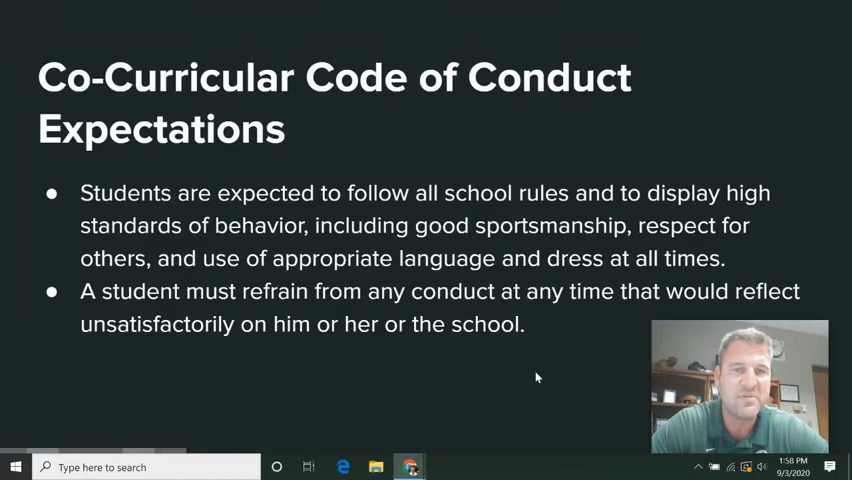 Co-Curricular Code of Conduct
Expectations
● Students are expected to follow all school rules and to display high
standards of behavior, including good sportsmanship, respect for
others, and use of appropriate language and dress at all times.
● A student must refrain from any conduct at any time that would reflect
unsatisfactorily on him or her or the school.
Type here to search
1:58 PM
9/3/2020